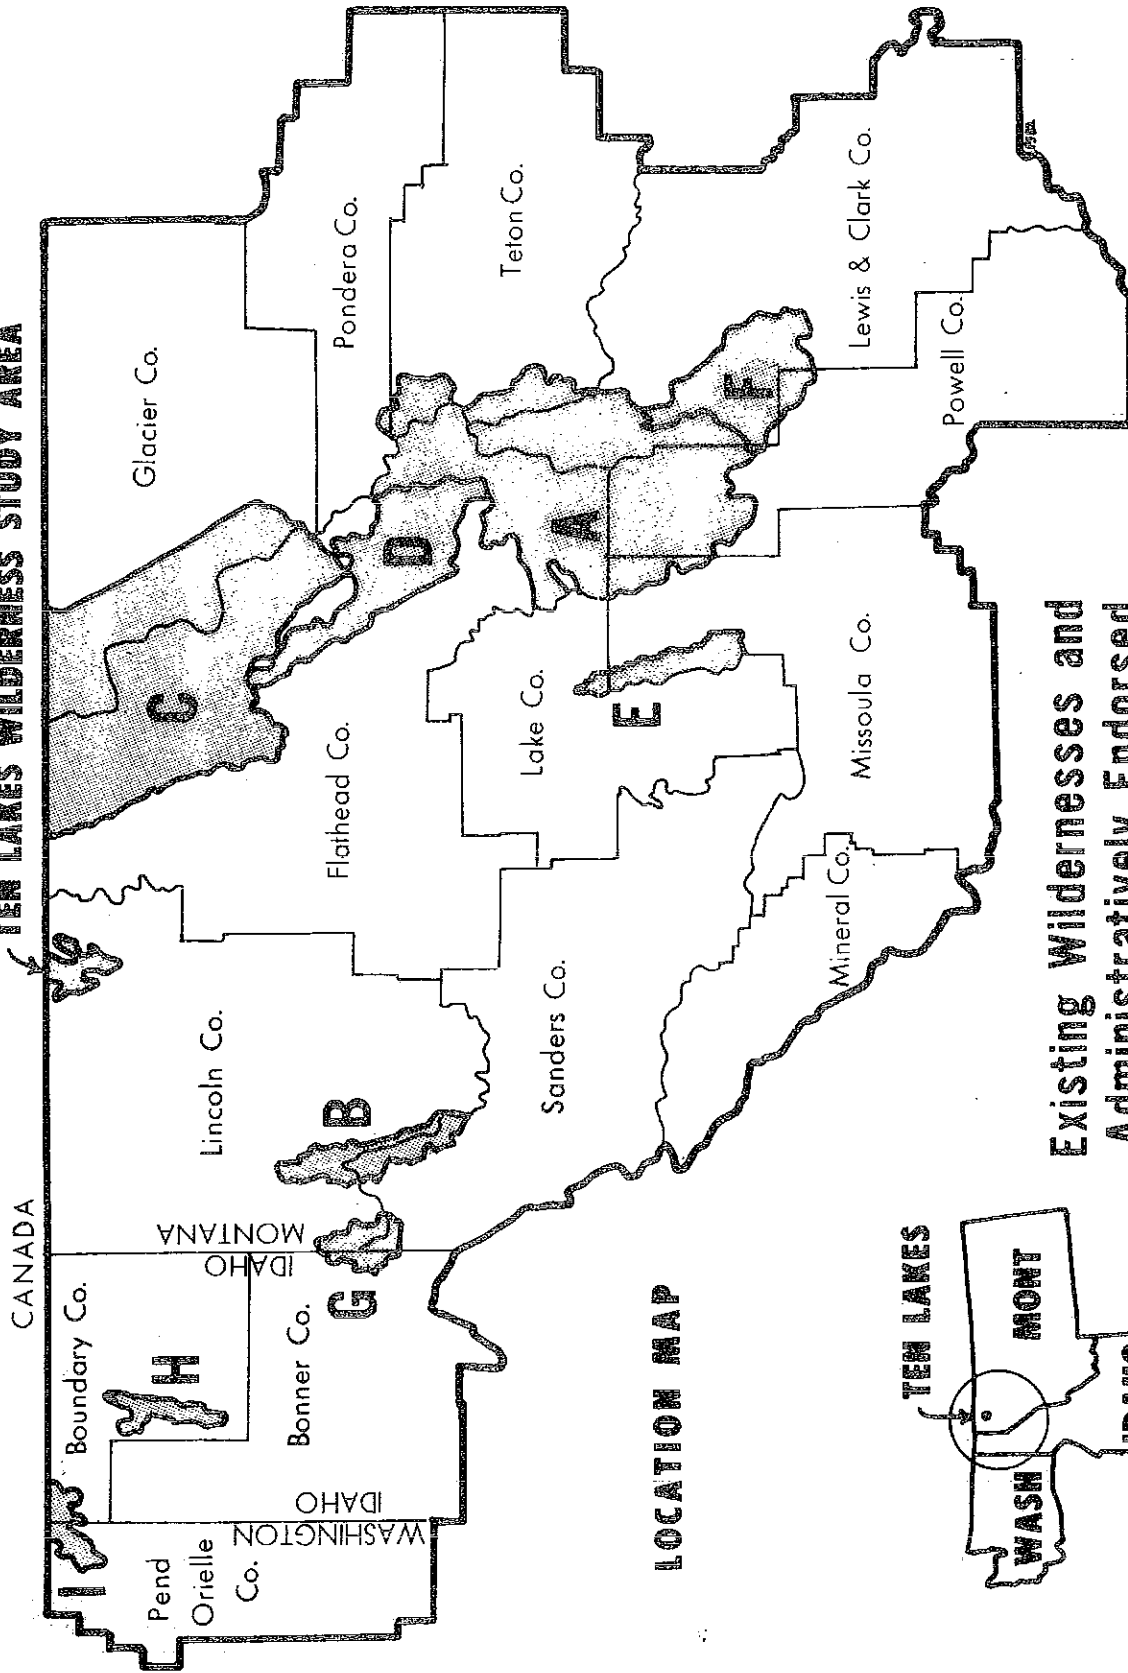 TEN LAKES WILDERNESS STUDY AREA
CANADA
Pend
Orielle
Co.
WASHINGTON
IDAHO
Boundary Co.
Bonner Co.
IDAHO
MONTANA
Lincoln Co.
Sanders Co.
Flathead Co.
Lake Co.
Mineral Co.
Missoula Co.
Glacier Co.
Pondera Co.
Teton Co.
Lewis & Clark Co.
Powell Co.
I
H
G
B
C
D
A
E
F
LOCATION MAP
TEN LAKES
WASH
MONT
Existing Wildernesses and
Administratively Endorsed